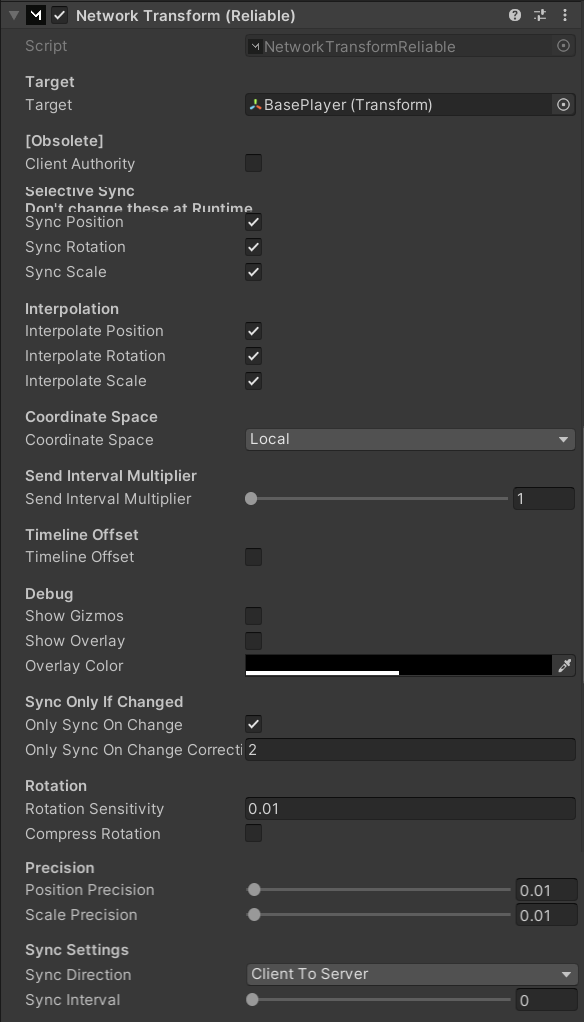 Network Transform (Reliable)
Script NetworkTransformReliable
Target
Target BasePlayer (Transform)
[Obsolete]
Client Authority
Selective Sync
Don't change these at Runtime
Sync Position
Sync Rotation
Sync Scale
Interpolation
Interpolate Position
Interpolate Rotation
Interpolate Scale
Coordinate Space
Coordinate Space Local
Send Interval Multiplier
Send Interval Multiplier 1
Timeline Offset
Timeline Offset
Debug
Show Gizmos
Show Overlay
Overlay Color
Sync Only If Changed
Only Sync On Change
Only Sync On Change Correcti 2
Rotation
Rotation Sensitivity 0.01
Compress Rotation
Precision
Position Precision 0.01
Scale Precision 0.01
Sync Settings
Sync Direction Client To Server
Sync Interval 0